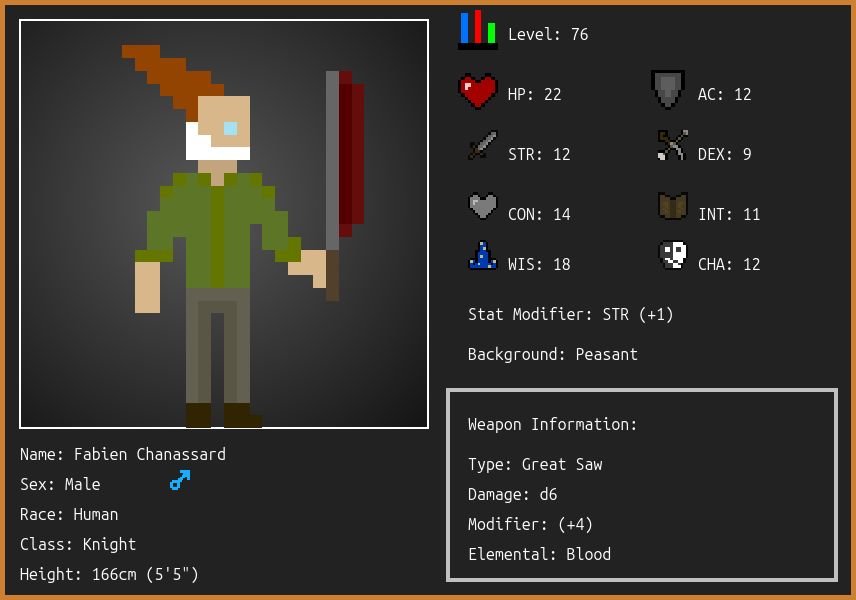 Level: 76
HP: 22
AC: 12
STR: 12
DEX: 9
CON: 14
INT: 11
WIS: 18
CHA: 12
Stat Modifier: STR (+1)
Background: Peasant
Weapon Information:
Type: Great Saw
Damage: d6
Modifier: (+4)
Elemental: Blood
Name: Fabien Chanassard
Sex: Male
Race: Human
Class: Knight
Height: 166cm (5'5")